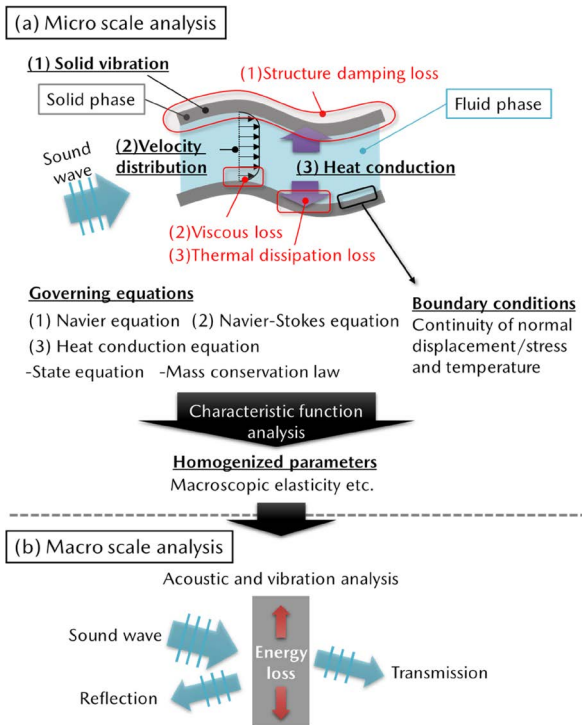 (a) Micro scale analysis
(1) Solid vibration
(1)Structure damping loss
Solid phase
Fluid phase
Sound
wave
(2)Velocity
distribution
(3) Heat conduction
(2)Viscous loss
(3)Thermal dissipation loss
Governing equations
(1) Navier equation (2) Navier-Stokes equation
(3) Heat conduction equation
-State equation -Mass conservation law
Boundary conditions
Continuity of normal
displacement/stress
and temperature
Characteristic function
analysis
Homogenized parameters
Macroscopic elasticity etc.
(b) Macro scale analysis
Acoustic and vibration analysis
Sound wave
Energy
loss
Transmission
Reflection